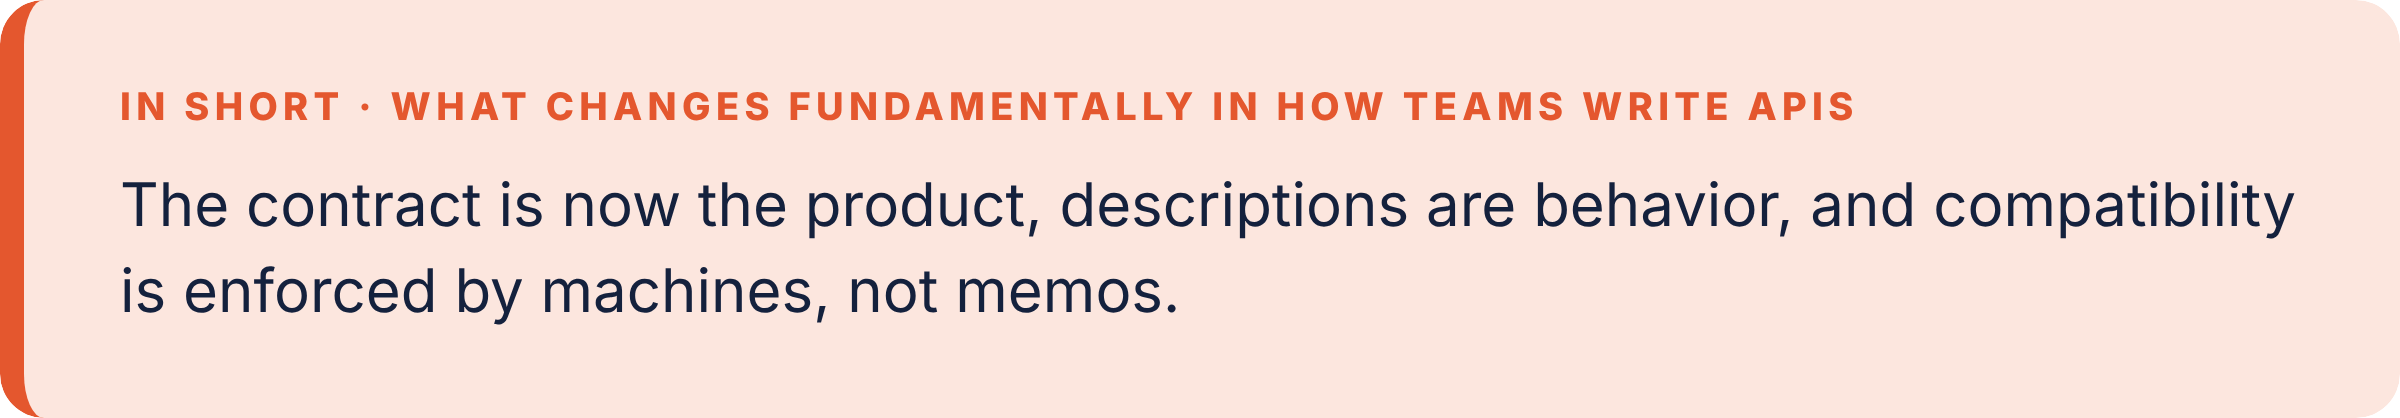 IN SHORT · WHAT CHANGES FUNDAMENTALLY IN HOW TEAMS WRITE APIS
The contract is now the product, descriptions are behavior, and compatibility
is enforced by machines, not memos.